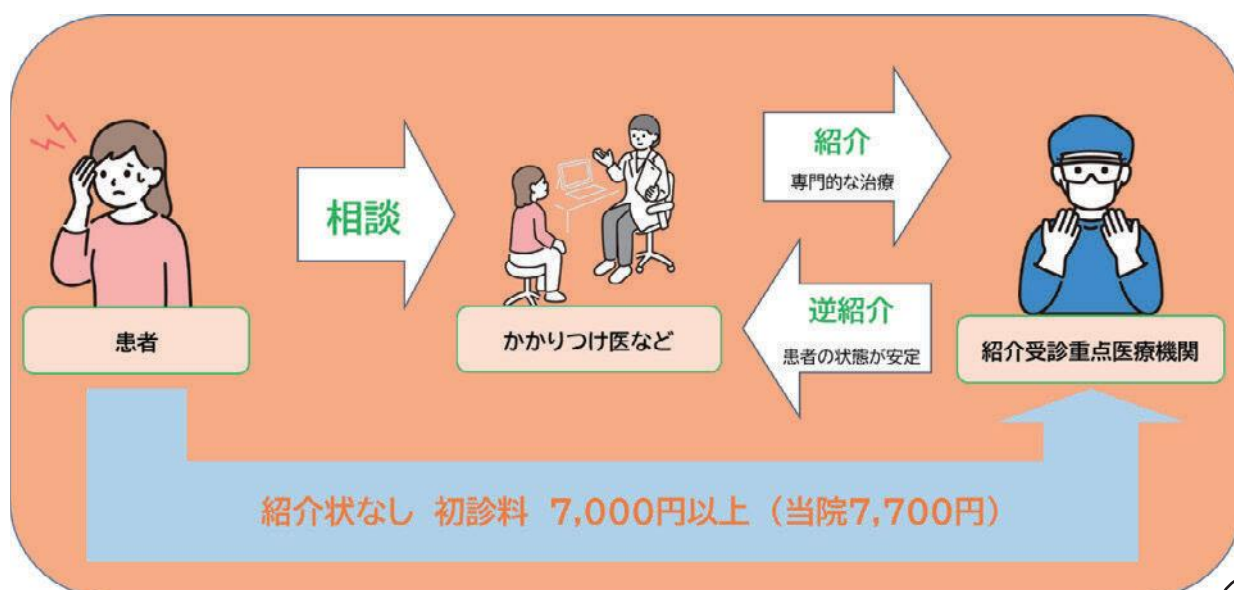 相談
紹介
専門的な治療
逆紹介
患者の状態が安定
患者
かかりつけ医など
紹介受診重点医療機関
紹介状なし 初診料 7,000円以上（当院7,700円）